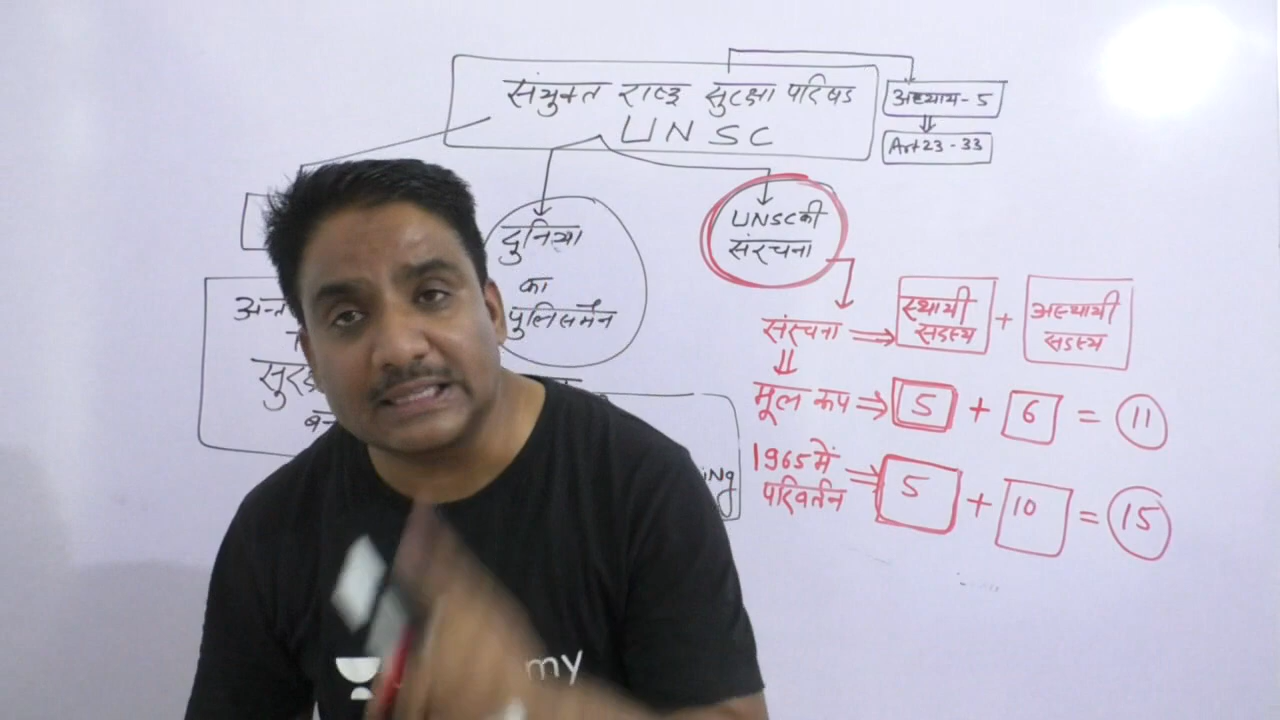 संयुक्त राष्ट्र सुरक्षा परिषद
UNSC
अध्याय-5
Art 23-33
दुनिया
का
पुलिसमैन
UNSC की
संरचना
संरचना ⇒ स्थायी सदस्य + अस्थायी सदस्य
मूल रूप ⇒ 5 + 6 = 11
1965 में परिवर्तन ⇒ 5 + 10 = 15